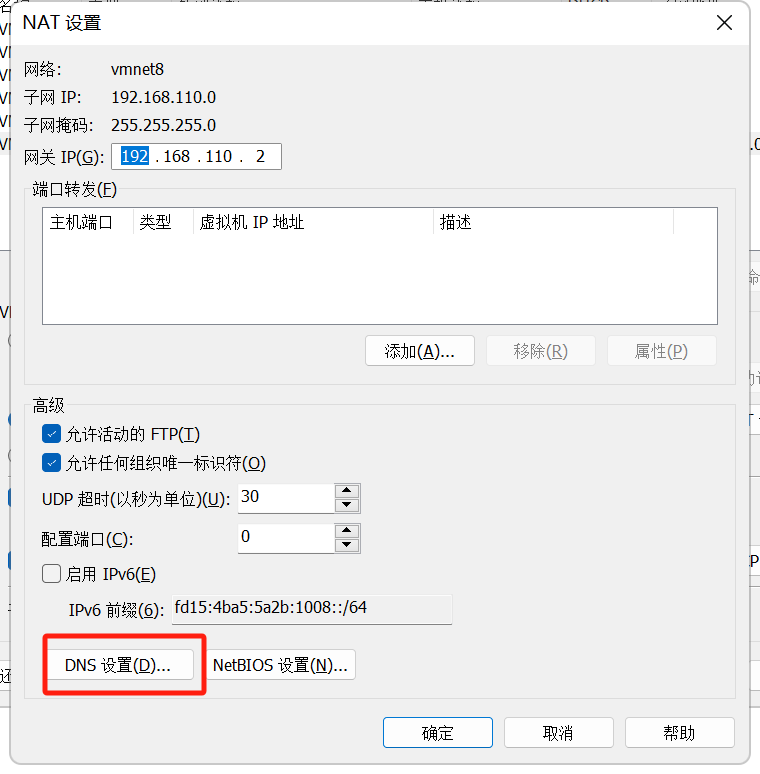 NAT 设置
网络: vmnet8
子网 IP: 192.168.110.0
子网掩码: 255.255.255.0
网关 IP(G): 192 . 168 . 110 . 2
端口转发(F)
主机端口 类型 虚拟机 IP 地址 描述
添加(A)... 移除(R) 属性(P)
高级
允许活动的 FTP(T)
允许任何组织唯一标识符(O)
UDP 超时(以秒为单位)(U): 30
配置端口(C): 0
启用 IPv6(E)
IPv6 前缀(6): fd15:4ba5:5a2b:1008::/64
DNS 设置(D)... NetBIOS 设置(N)...
确定 取消 帮助